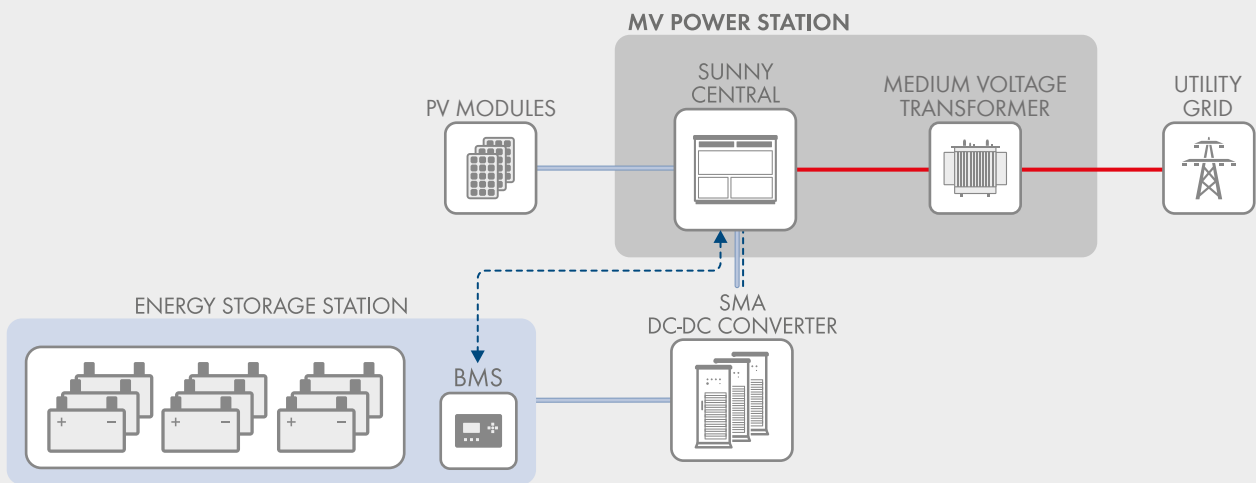 MV POWER STATION
SUNNY
CENTRAL
MEDIUM VOLTAGE
TRANSFORMER
UTILITY
GRID
PV MODULES
ENERGY STORAGE STATION
BMS
SMA
DC-DC CONVERTER
+ −
+ −
+ −